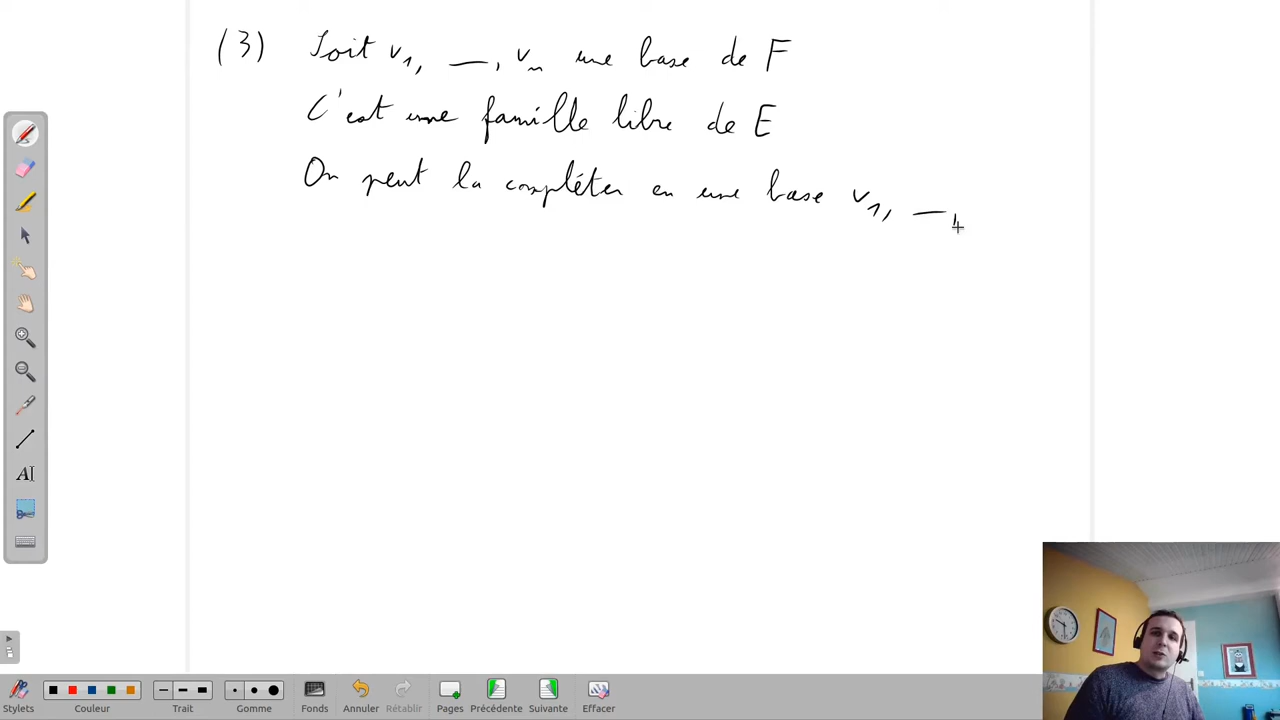 (3) Soit v1, —, vn une base de F
C'est une famille libre de E
On peut la compléter en une base v1, —,
AI
Stylets
Couleur
Trait
Gomme
Fonds
Annuler
Rétablir
Pages
Précédente
Suivante
Effacer